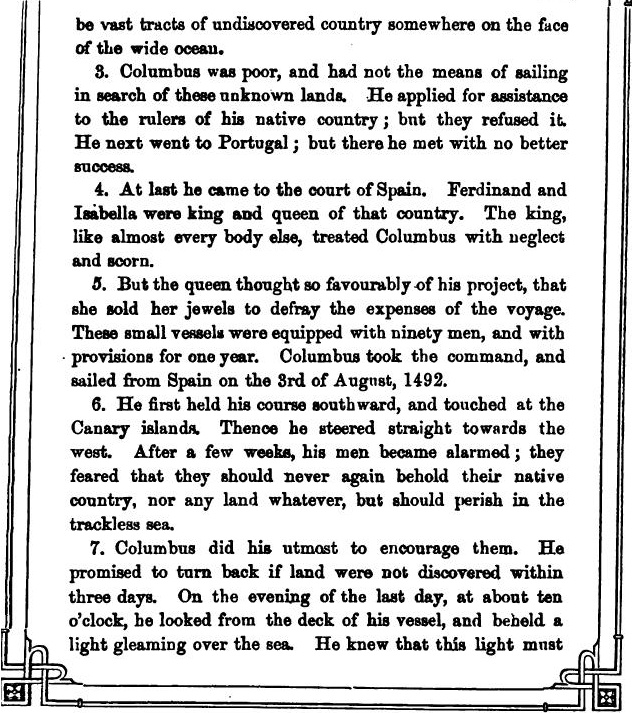 be vast tracts of undiscovered country somewhere on the face
of the wide ocean.
3. Columbus was poor, and had not the means of sailing
in search of these unknown lands. He applied for assistance
to the rulers of his native country; but they refused it.
He next went to Portugal; but there he met with no better
success.
4. At last he came to the court of Spain. Ferdinand and
Isabella were king and queen of that country. The king,
like almost every body else, treated Columbus with neglect
and scorn.
5. But the queen thought so favourably of his project, that
she sold her jewels to defray the expenses of the voyage.
These small vessels were equipped with ninety men, and with
provisions for one year. Columbus took the command, and
sailed from Spain on the 3rd of August, 1492.
6. He first held his course southward, and touched at the
Canary islands. Thence he steered straight towards the
west. After a few weeks, his men became alarmed; they
feared that they should never again behold their native
country, nor any land whatever, but should perish in the
trackless sea.
7. Columbus did his utmost to encourage them. He
promised to turn back if land were not discovered within
three days. On the evening of the last day, at about ten
o'clock, he looked from the deck of his vessel, and beheld a
light gleaming over the sea. He knew that this light must